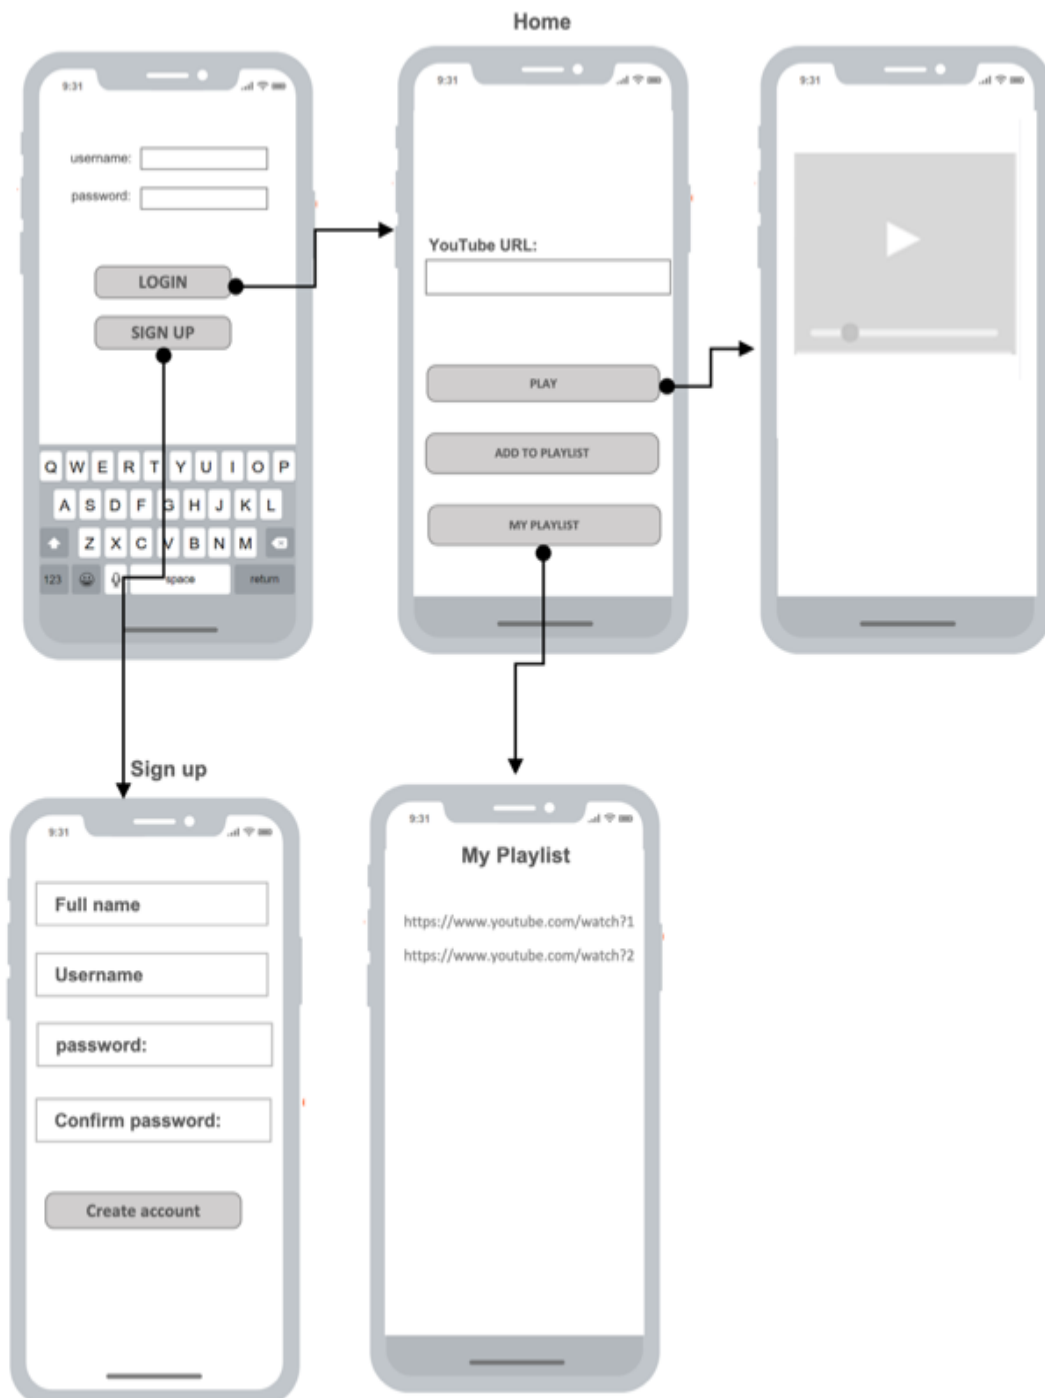 Home
9:31
username:
password:
LOGIN
SIGN UP
Q W E R T Y U I O P
A S D F G H J K L
Z X C V B N M
123 space return
9:31
YouTube URL:
PLAY
ADD TO PLAYLIST
MY PLAYLIST
9:31
Sign up
9:31
Full name
Username
password:
Confirm password:
Create account
9:31
My Playlist
https://www.youtube.com/watch?1
https://www.youtube.com/watch?2